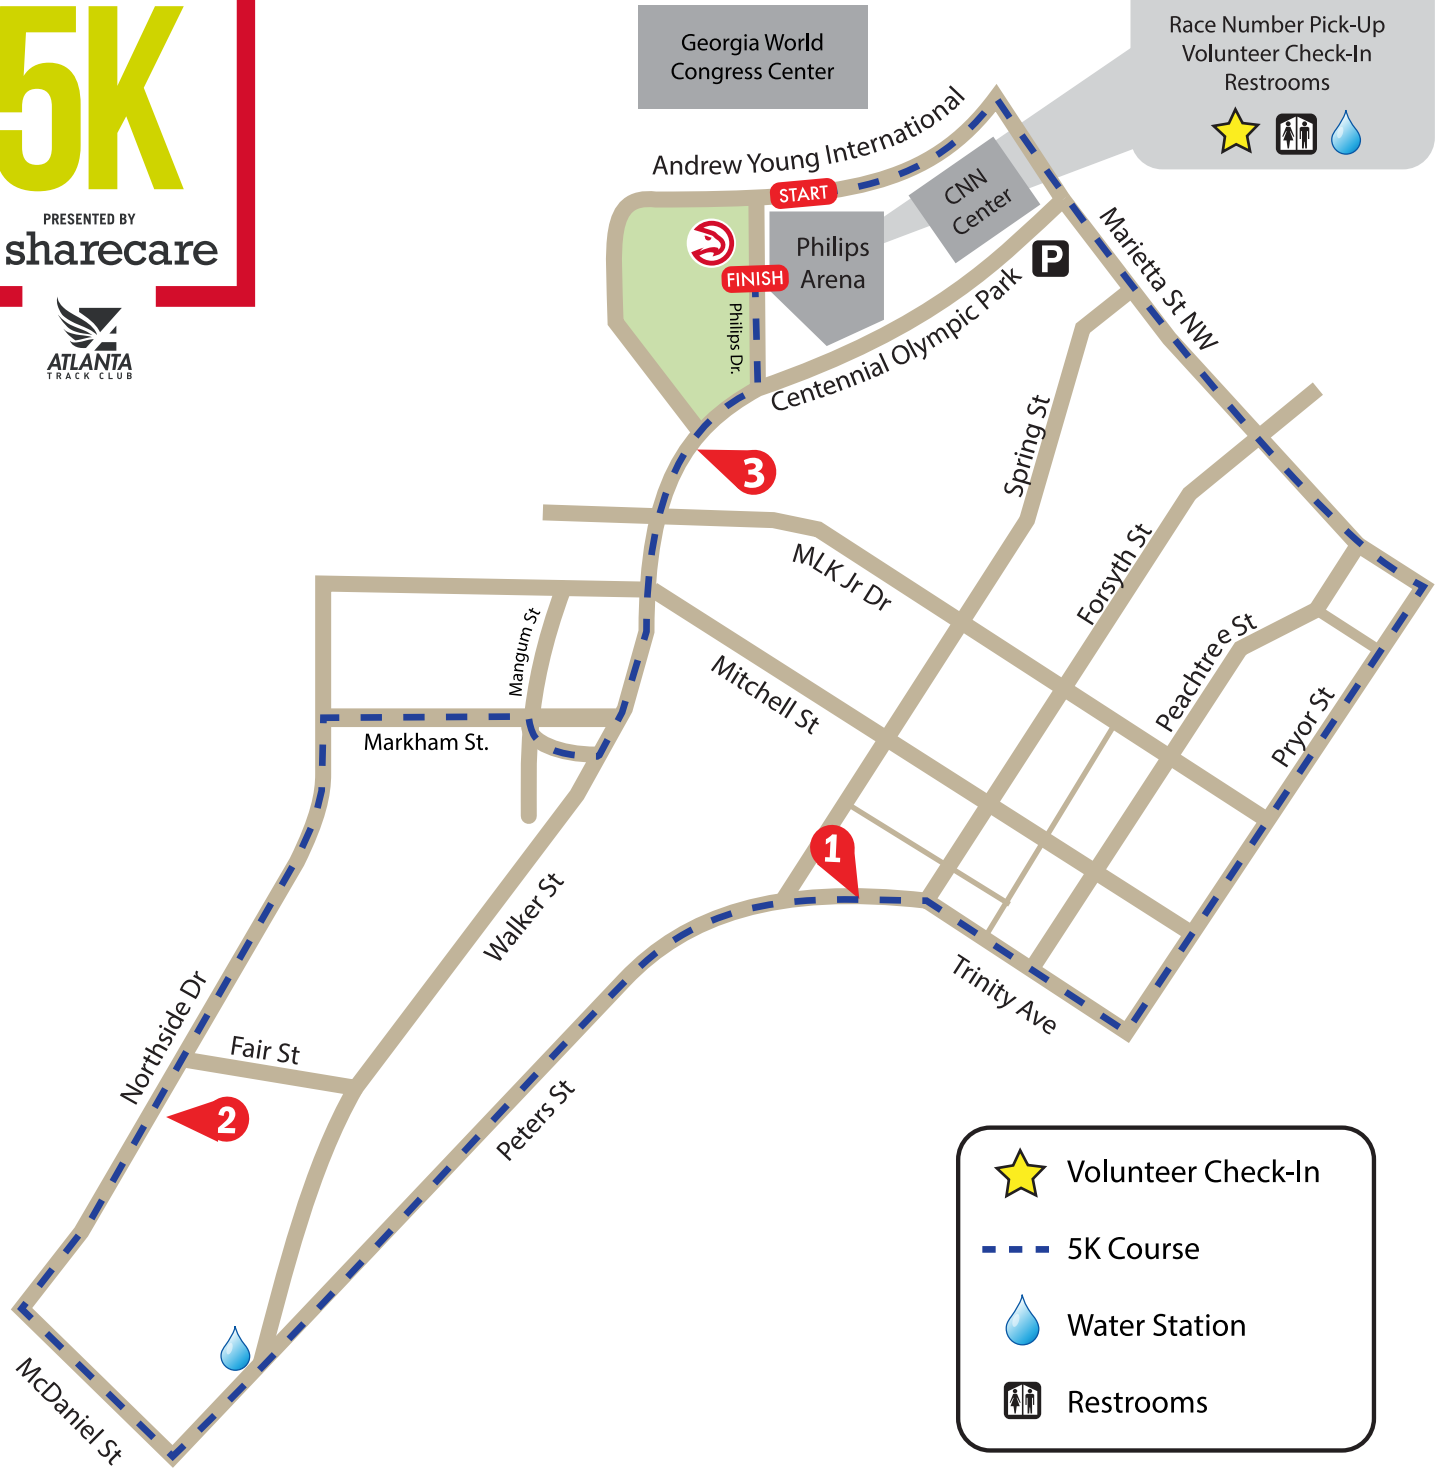 5K
PRESENTED BY
sharecare
ATLANTA
TRACK CLUB
Georgia World
Congress Center
Race Number Pick-Up
Volunteer Check-In
Restrooms
Andrew Young International
START
CNN
Center
Philips
Arena
FINISH
Philips Dr.
P
Marietta St NW
Centennial Olympic Park
3
Spring St
MLK Jr Dr
Forsyth St
Mangum St
Mitchell St
Peachtree St
Pryor St
Markham St.
1
Walker St
Trinity Ave
Northside Dr
Fair St
2
Peters St
McDaniel St
Volunteer Check-In
5K Course
Water Station
Restrooms